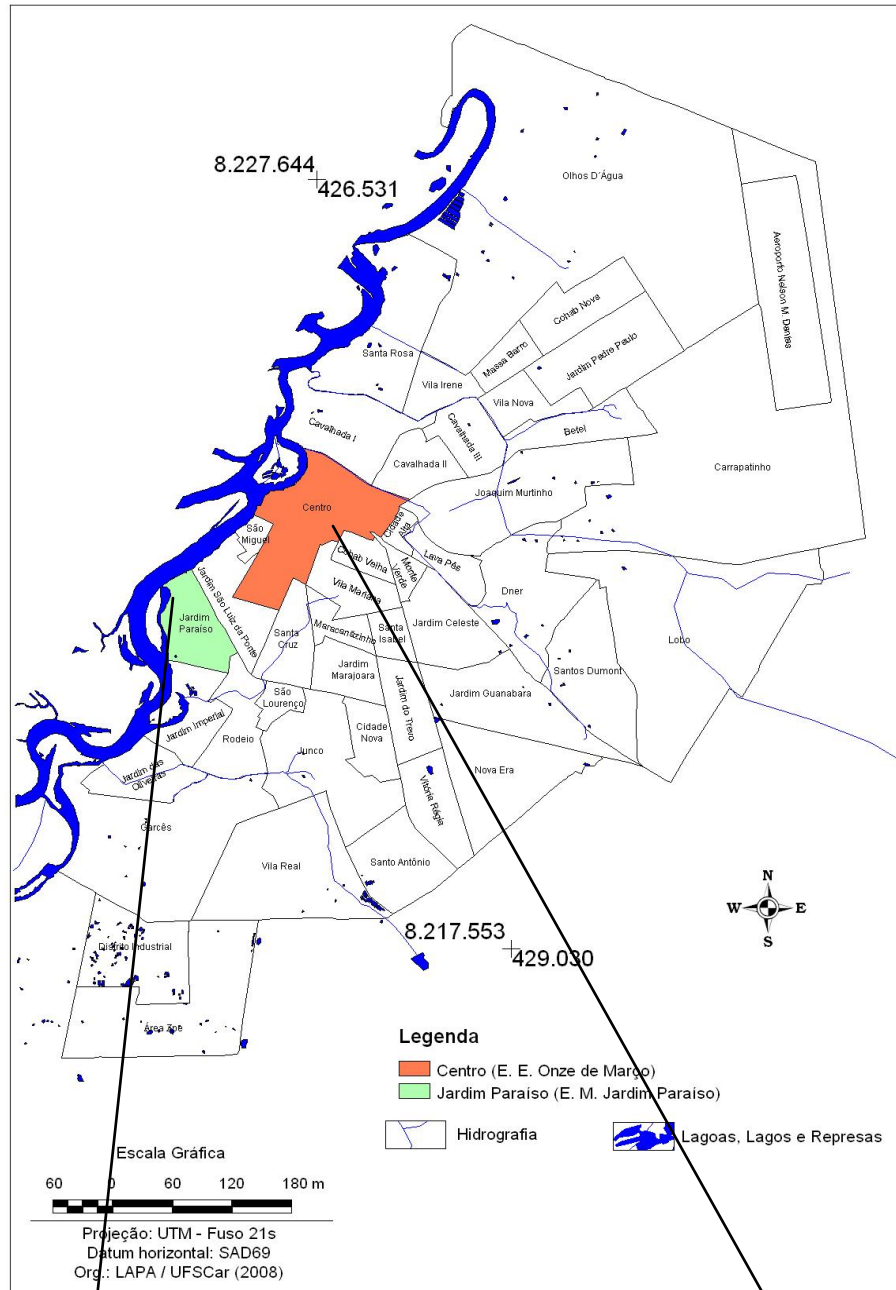 8.227.644
426.531
Olhos D´Água
Aeroporto Nelson M. Dantas
Cohab Nova
Massa Barro
Jardim Padre Paulo
Santa Rosa
Vila Irene
Vila Nova
Cavalhada I
Cavalhada III
Betel
Cavalhada II
Carrapatinho
Joaquim Murtinho
Centro
Cidade
Alta
São
Miguel
Cohab Velha
Monte
Verde
Lava Pés
Dner
Vila Mariana
Jardim São Luiz da Ponte
Jardim
Paraíso
Santa
Cruz
Maracanãzinho
Santa
Isabel
Jardim Celeste
Lobo
Jardim
Marajoara
Santos Dumont
Jardim Guanabara
São
Lourenço
Jardim do Trevo
Jardim Imperial
Rodeio
Cidade
Nova
Junco
Jardim das
Oliveiras
Nova Era
Vitória Régia
Garcês
Vila Real
Santo Antônio
N
W E
S
8.217.553
429.030
Distrito Industrial
Área Zpe
Legenda
Centro (E. E. Onze de Março)
Jardim Paraíso (E. M. Jardim Paraíso)
Hidrografia
Lagoas, Lagos e Represas
Escala Gráfica
60 0 60 120 180 m
Projeção: UTM - Fuso 21s
Datum horizontal: SAD69
Org.: LAPA / UFSCar (2008)